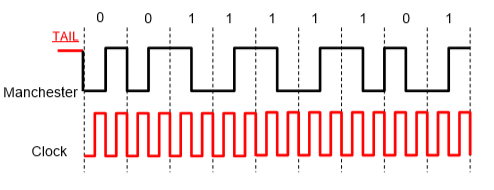 0 0 1 1 1 1 1 0 1
TAIL
Manchester
Clock